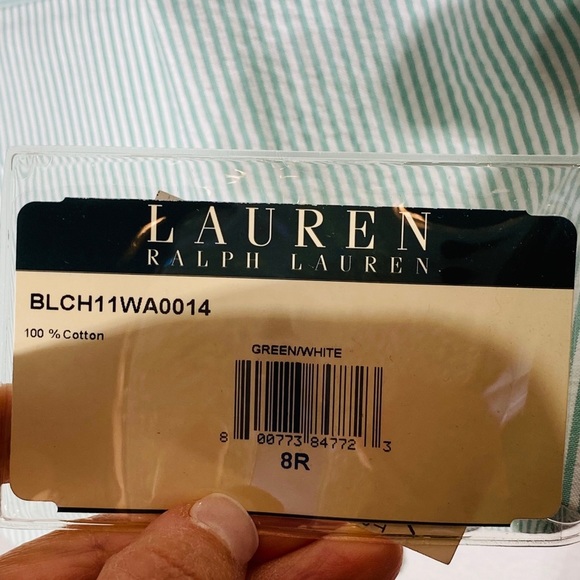 LAUREN
RALPH LAUREN
BLCH11WA0014
100 % Cotton
GREEN/WHITE
8 00773 84772 3
8R